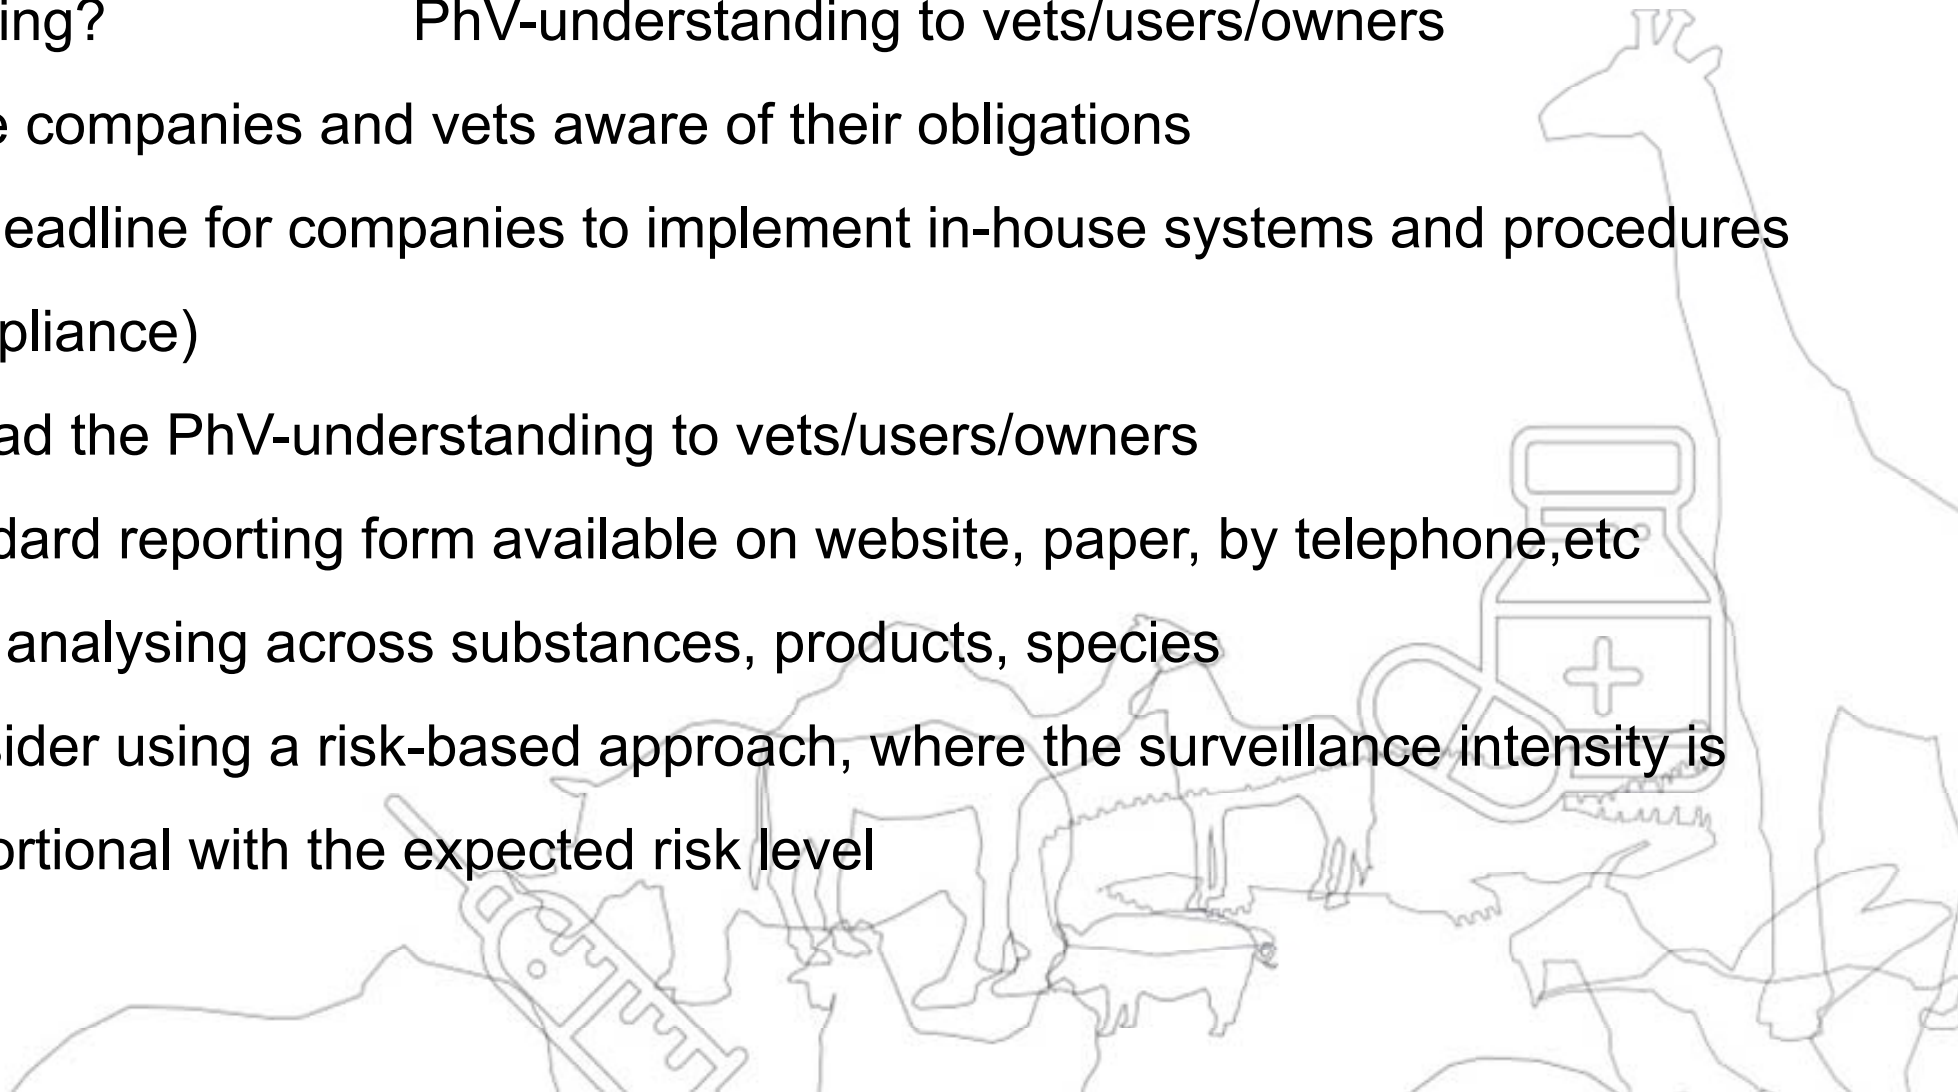 ing? PhV-understanding to vets/users/owners
e companies and vets aware of their obligations
eadline for companies to implement in-house systems and procedures
pliance)
ad the PhV-understanding to vets/users/owners
dard reporting form available on website, paper, by telephone,etc
analysing across substances, products, species
sider using a risk-based approach, where the surveillance intensity is
ortional with the expected risk level